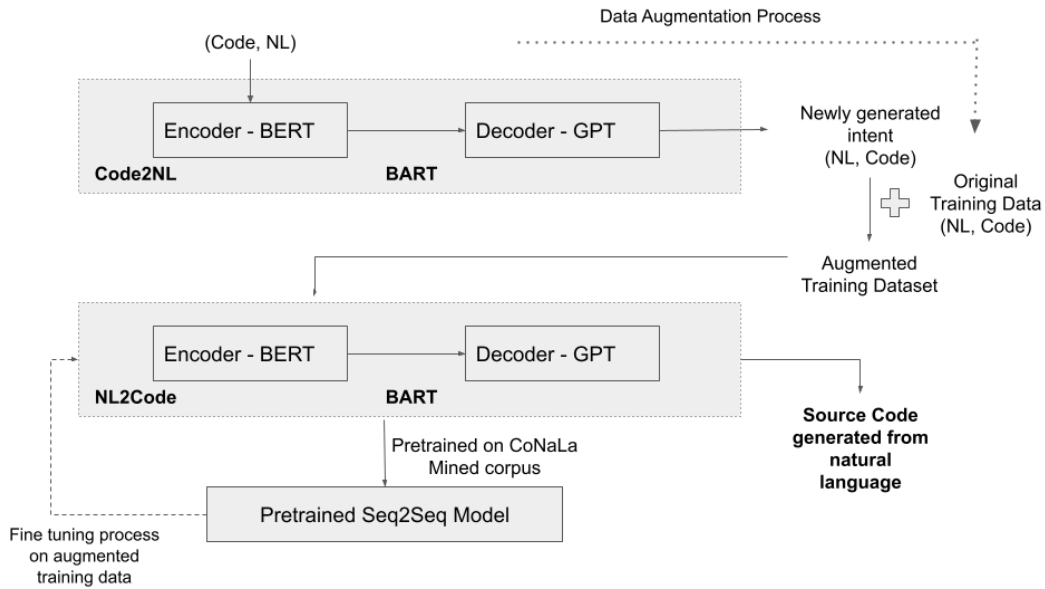 Data Augmentation Process
(Code, NL)
Encoder - BERT
Decoder - GPT
Code2NL
BART
Newly generated
intent
(NL, Code)
Original
Training Data
(NL, Code)
Augmented
Training Dataset
Encoder - BERT
Decoder - GPT
NL2Code
BART
Source Code
generated from
natural
language
Pretrained on CoNaLa
Mined corpus
Pretrained Seq2Seq Model
Fine tuning process
on augmented
training data